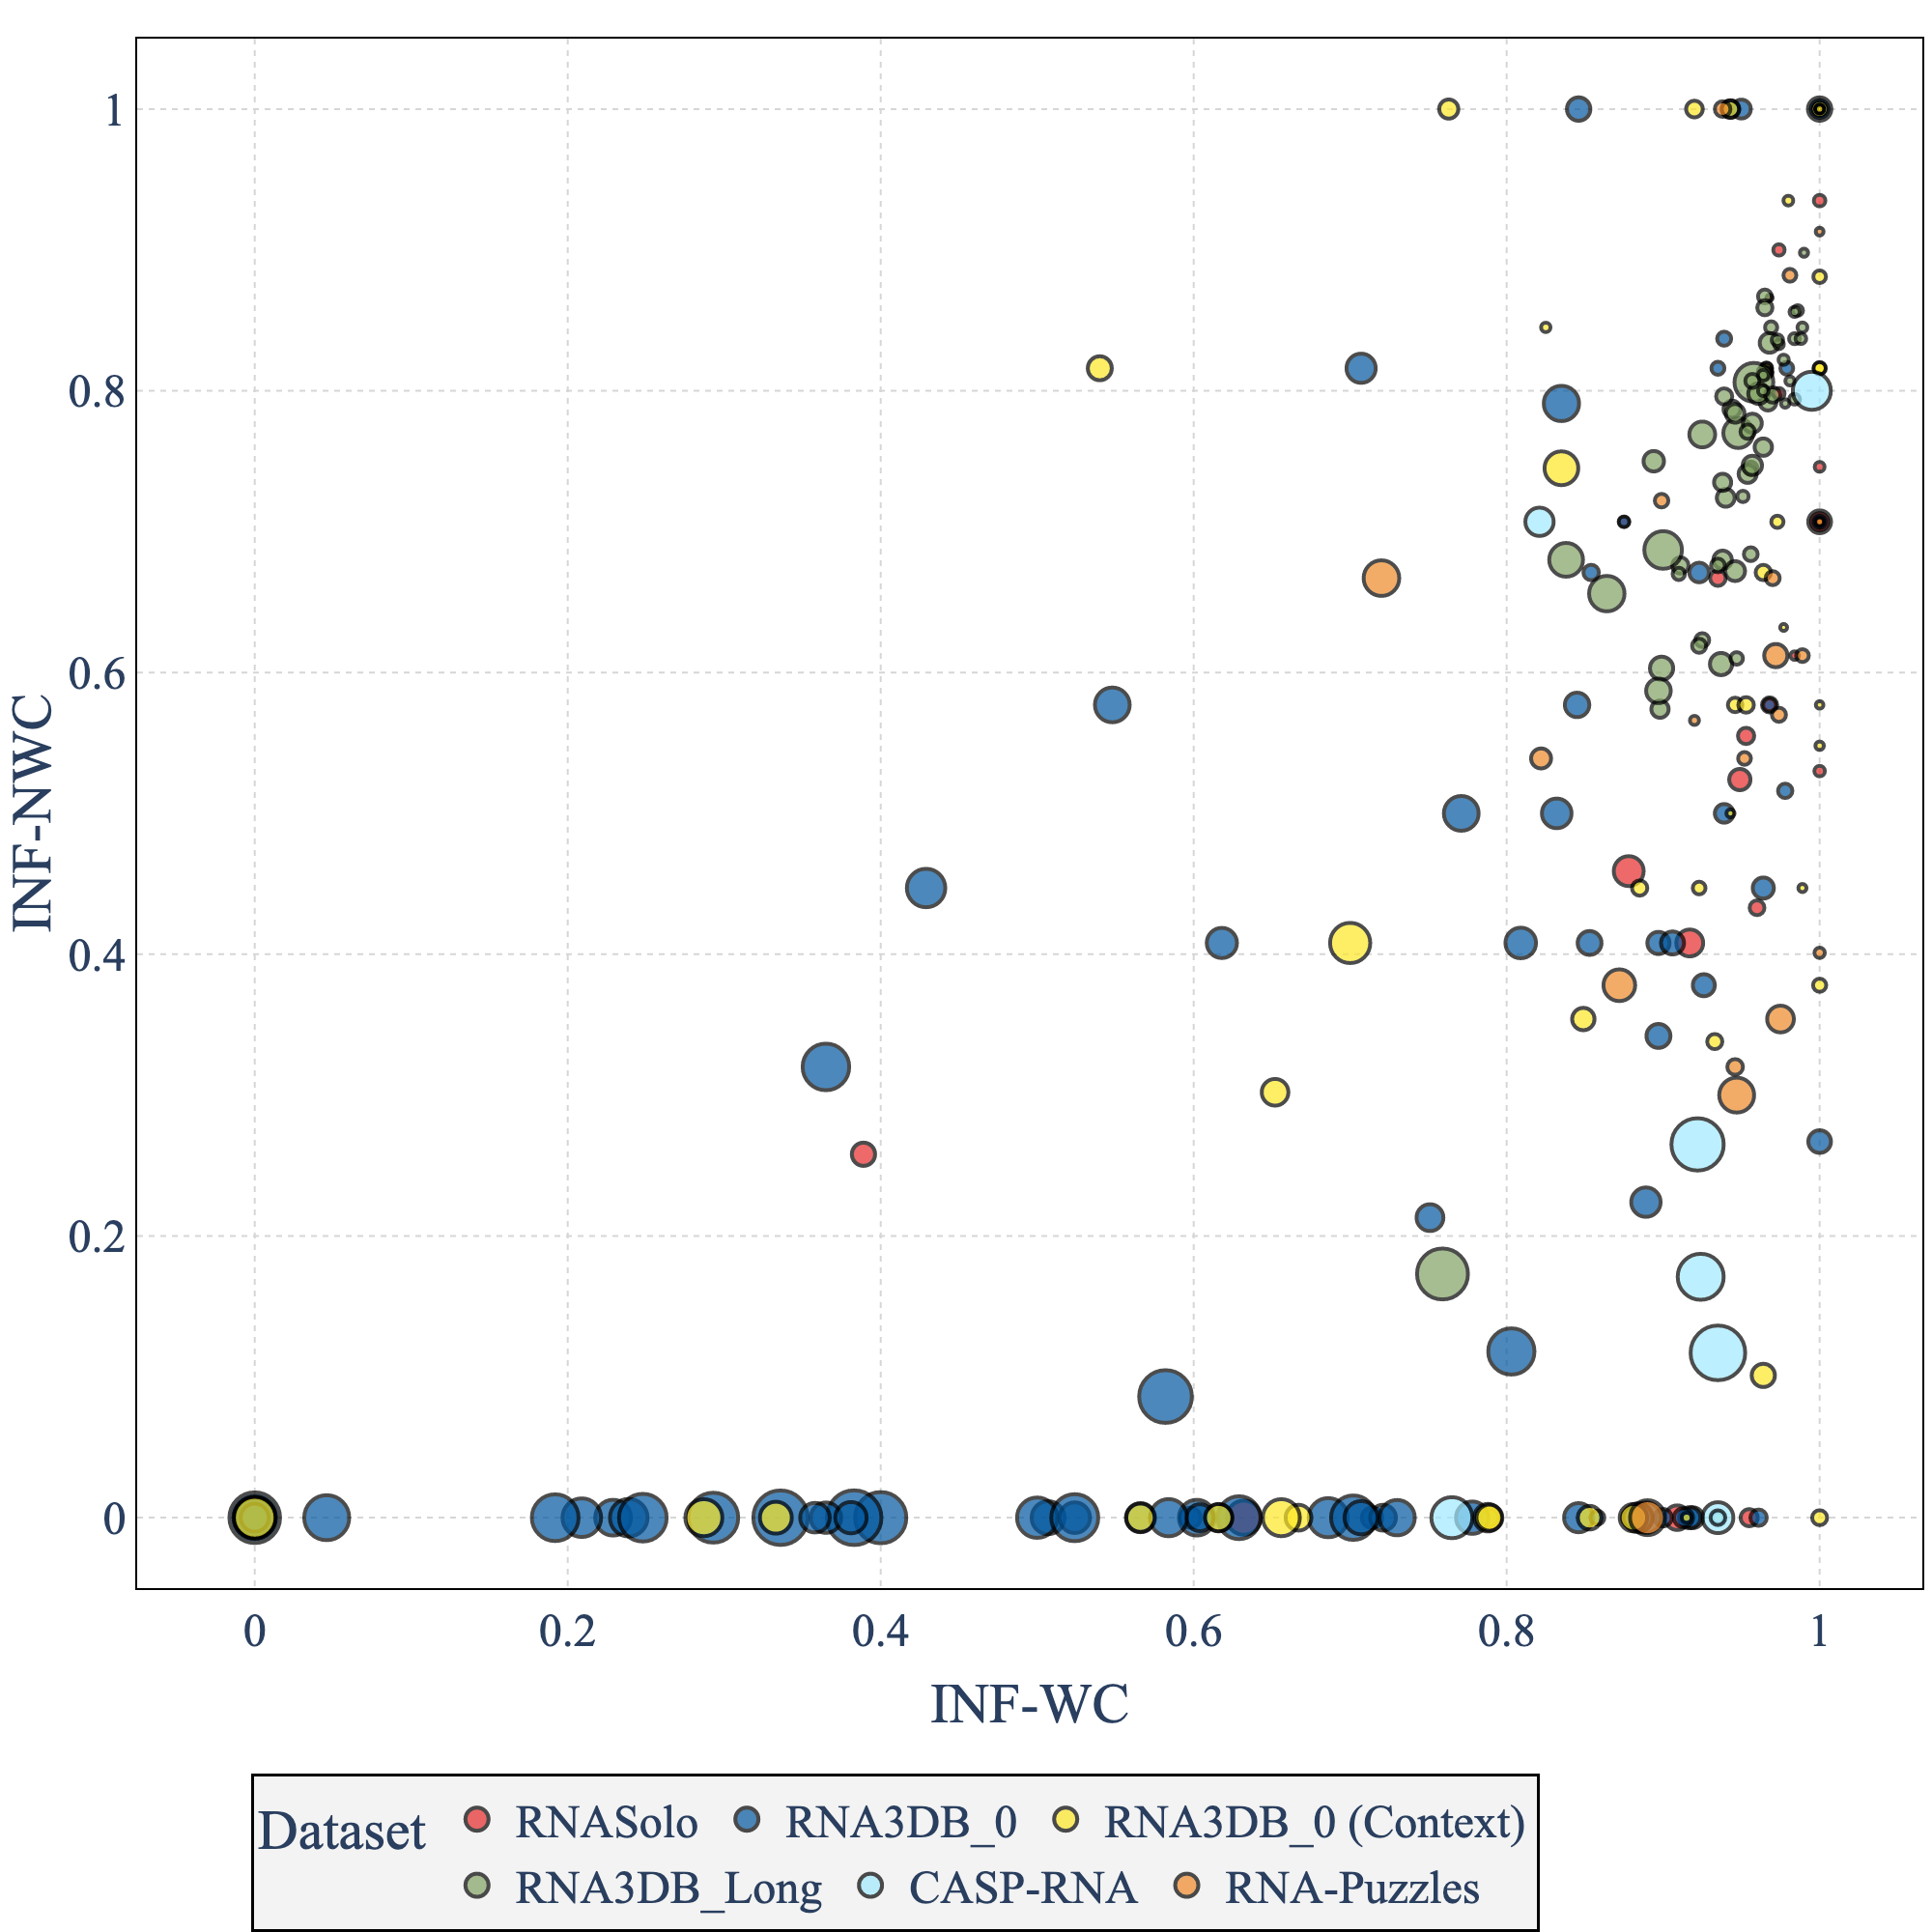 1
0.8
0.6
0.4
0.2
0
INF-NWC
0 0.2 0.4 0.6 0.8 1
INF-WC
Dataset RNASolo RNA3DB_0 RNA3DB_0 (Context)
RNA3DB_Long CASP-RNA RNA-Puzzles